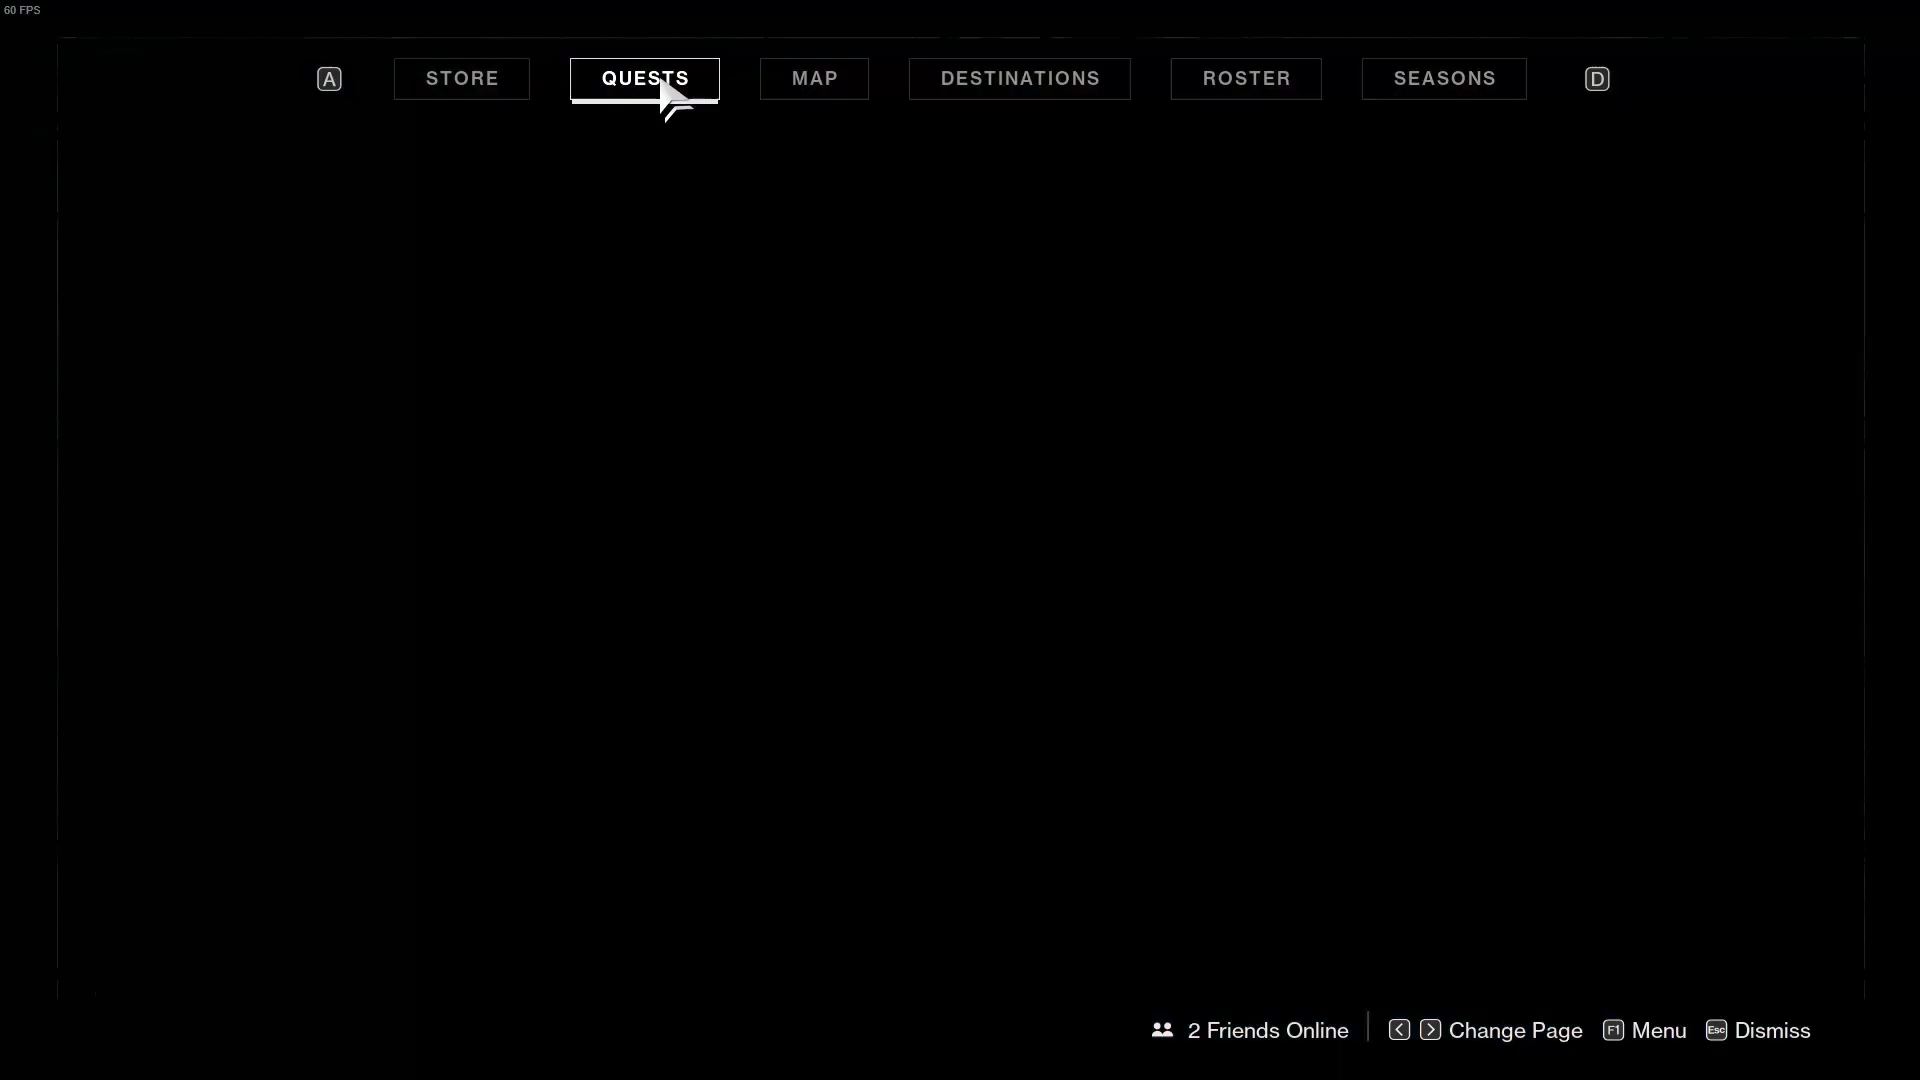 60 FPS
A STORE QUESTS MAP DESTINATIONS ROSTER SEASONS D
2 Friends Online < > Change Page F1 Menu Esc Dismiss